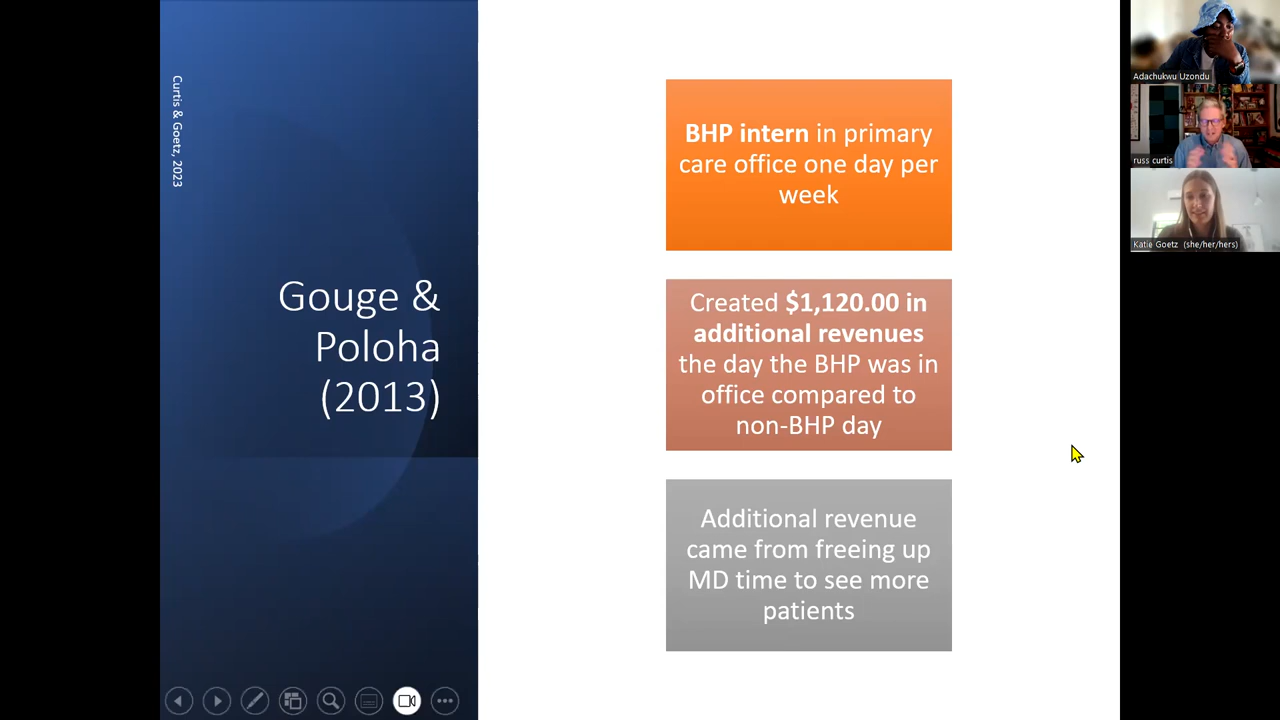 Curtis & Goetz, 2023
Gouge &
Poloha
(2013)
BHP intern in primary
care office one day per
week
Created $1,120.00 in
additional revenues
the day the BHP was in
office compared to
non-BHP day
Additional revenue
came from freeing up
MD time to see more
patients
Adachukwu Uzondu
russ curtis
Katie Goetz (she/her/hers)